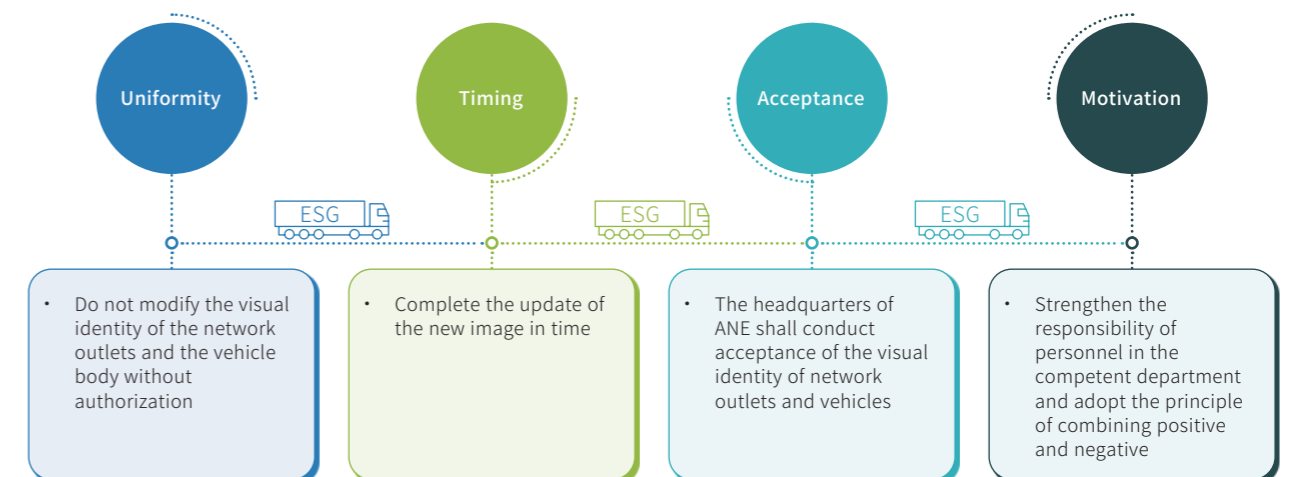 Uniformity
Timing
Acceptance
Motivation
ESG
ESG
ESG
• Do not modify the visual
identity of the network
outlets and the vehicle
body without
authorization
• Complete the update of
the new image in time
• The headquarters of
ANE shall conduct
acceptance of the visual
identity of network
outlets and vehicles
• Strengthen the
responsibility of
personnel in the
competent department
and adopt the principle
of combining positive
and negative